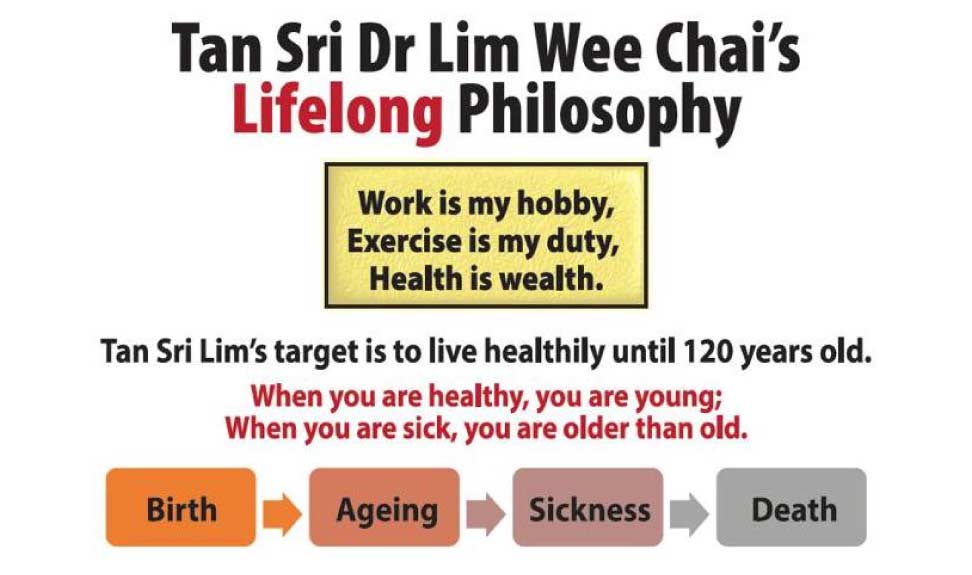 Tan Sri Dr Lim Wee Chai’s
Lifelong Philosophy
Work is my hobby,
Exercise is my duty,
Health is wealth.
Tan Sri Lim’s target is to live healthily until 120 years old.
When you are healthy, you are young;
When you are sick, you are older than old.
Birth
Ageing
Sickness
Death